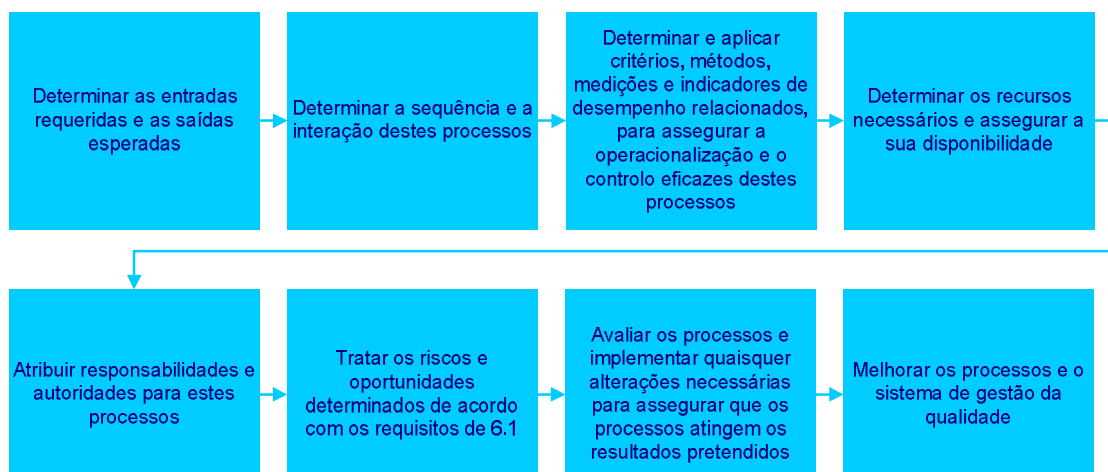 Determinar as entradas
requeridas e as saídas
esperadas
Determinar a sequência e a
interação destes processos
Determinar e aplicar
critérios, métodos,
medições e indicadores de
desempenho relacionados,
para assegurar a
operacionalização e o
controlo eficazes destes
processos
Determinar os recursos
necessários e assegurar a
sua disponibilidade
Atribuir responsabilidades e
autoridades para estes
processos
Tratar os riscos e
oportunidades
determinados de acordo
com os requisitos de 6.1
Avaliar os processos e
implementar quaisquer
alterações necessárias
para assegurar que os
processos atingem os
resultados pretendidos
Melhorar os processos e o
sistema de gestão da
qualidade